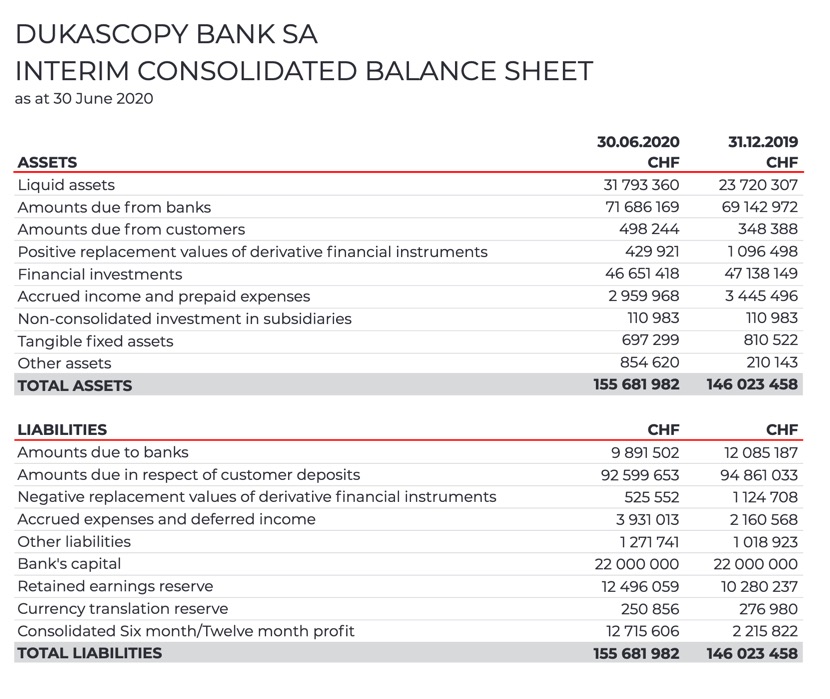 DUKASCOPY BANK SA
INTERIM CONSOLIDATED BALANCE SHEET
as at 30 June 2020
30.06.2020 31.12.2019
ASSETS CHF CHF
Liquid assets 31 793 360 23 720 307
Amounts due from banks 71 686 169 69 142 972
Amounts due from customers 498 244 348 388
Positive replacement values of derivative financial instruments 429 921 1 096 498
Financial investments 46 651 418 47 138 149
Accrued income and prepaid expenses 2 959 968 3 445 496
Non-consolidated investment in subsidiaries 110 983 110 983
Tangible fixed assets 697 299 810 522
Other assets 854 620 210 143
TOTAL ASSETS 155 681 982 146 023 458
LIABILITIES CHF CHF
Amounts due to banks 9 891 502 12 085 187
Amounts due in respect of customer deposits 92 599 653 94 861 033
Negative replacement values of derivative financial instruments 525 552 1 124 708
Accrued expenses and deferred income 3 931 013 2 160 568
Other liabilities 1 271 741 1 018 923
Bank's capital 22 000 000 22 000 000
Retained earnings reserve 12 496 059 10 280 237
Currency translation reserve 250 856 276 980
Consolidated Six month/Twelve month profit 12 715 606 2 215 822
TOTAL LIABILITIES 155 681 982 146 023 458